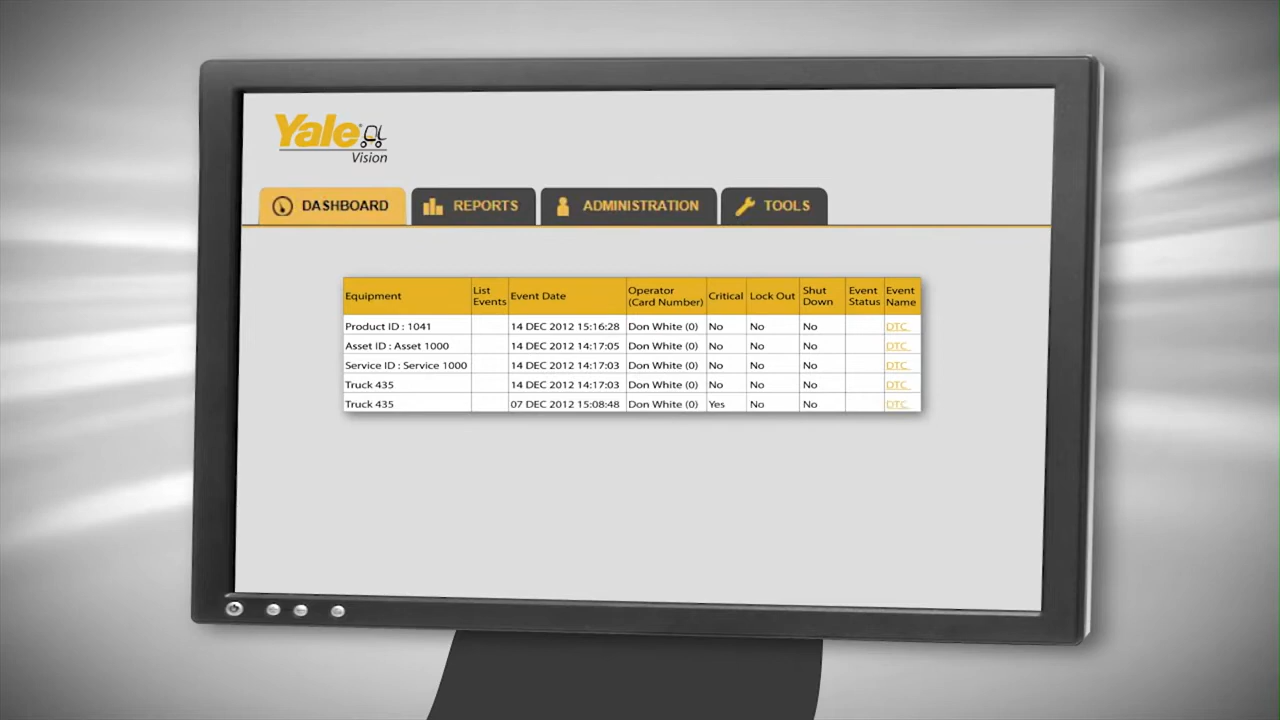 Yale
Vision
DASHBOARD REPORTS ADMINISTRATION TOOLS
Equipment List Events Event Date Operator (Card Number) Critical Lock Out Shut Down Event Status Event Name
Product ID : 1041 14 DEC 2012 15:16:28 Don White (0) No No No DTC
Asset ID : Asset 1000 14 DEC 2012 14:17:05 Don White (0) No No No DTC
Service ID : Service 1000 14 DEC 2012 14:17:03 Don White (0) No No No DTC
Truck 435 14 DEC 2012 14:17:03 Don White (0) No No No DTC
Truck 435 07 DEC 2012 15:08:48 Don White (0) Yes No No DTC